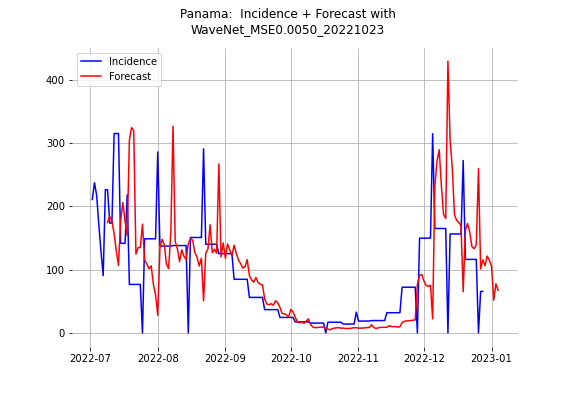 Panama:  Incidence + Forecast with
WaveNet_MSE0.0050_20221023
Incidence
Forecast
400
300
200
100
0
2022-07 2022-08 2022-09 2022-10 2022-11 2022-12 2023-01